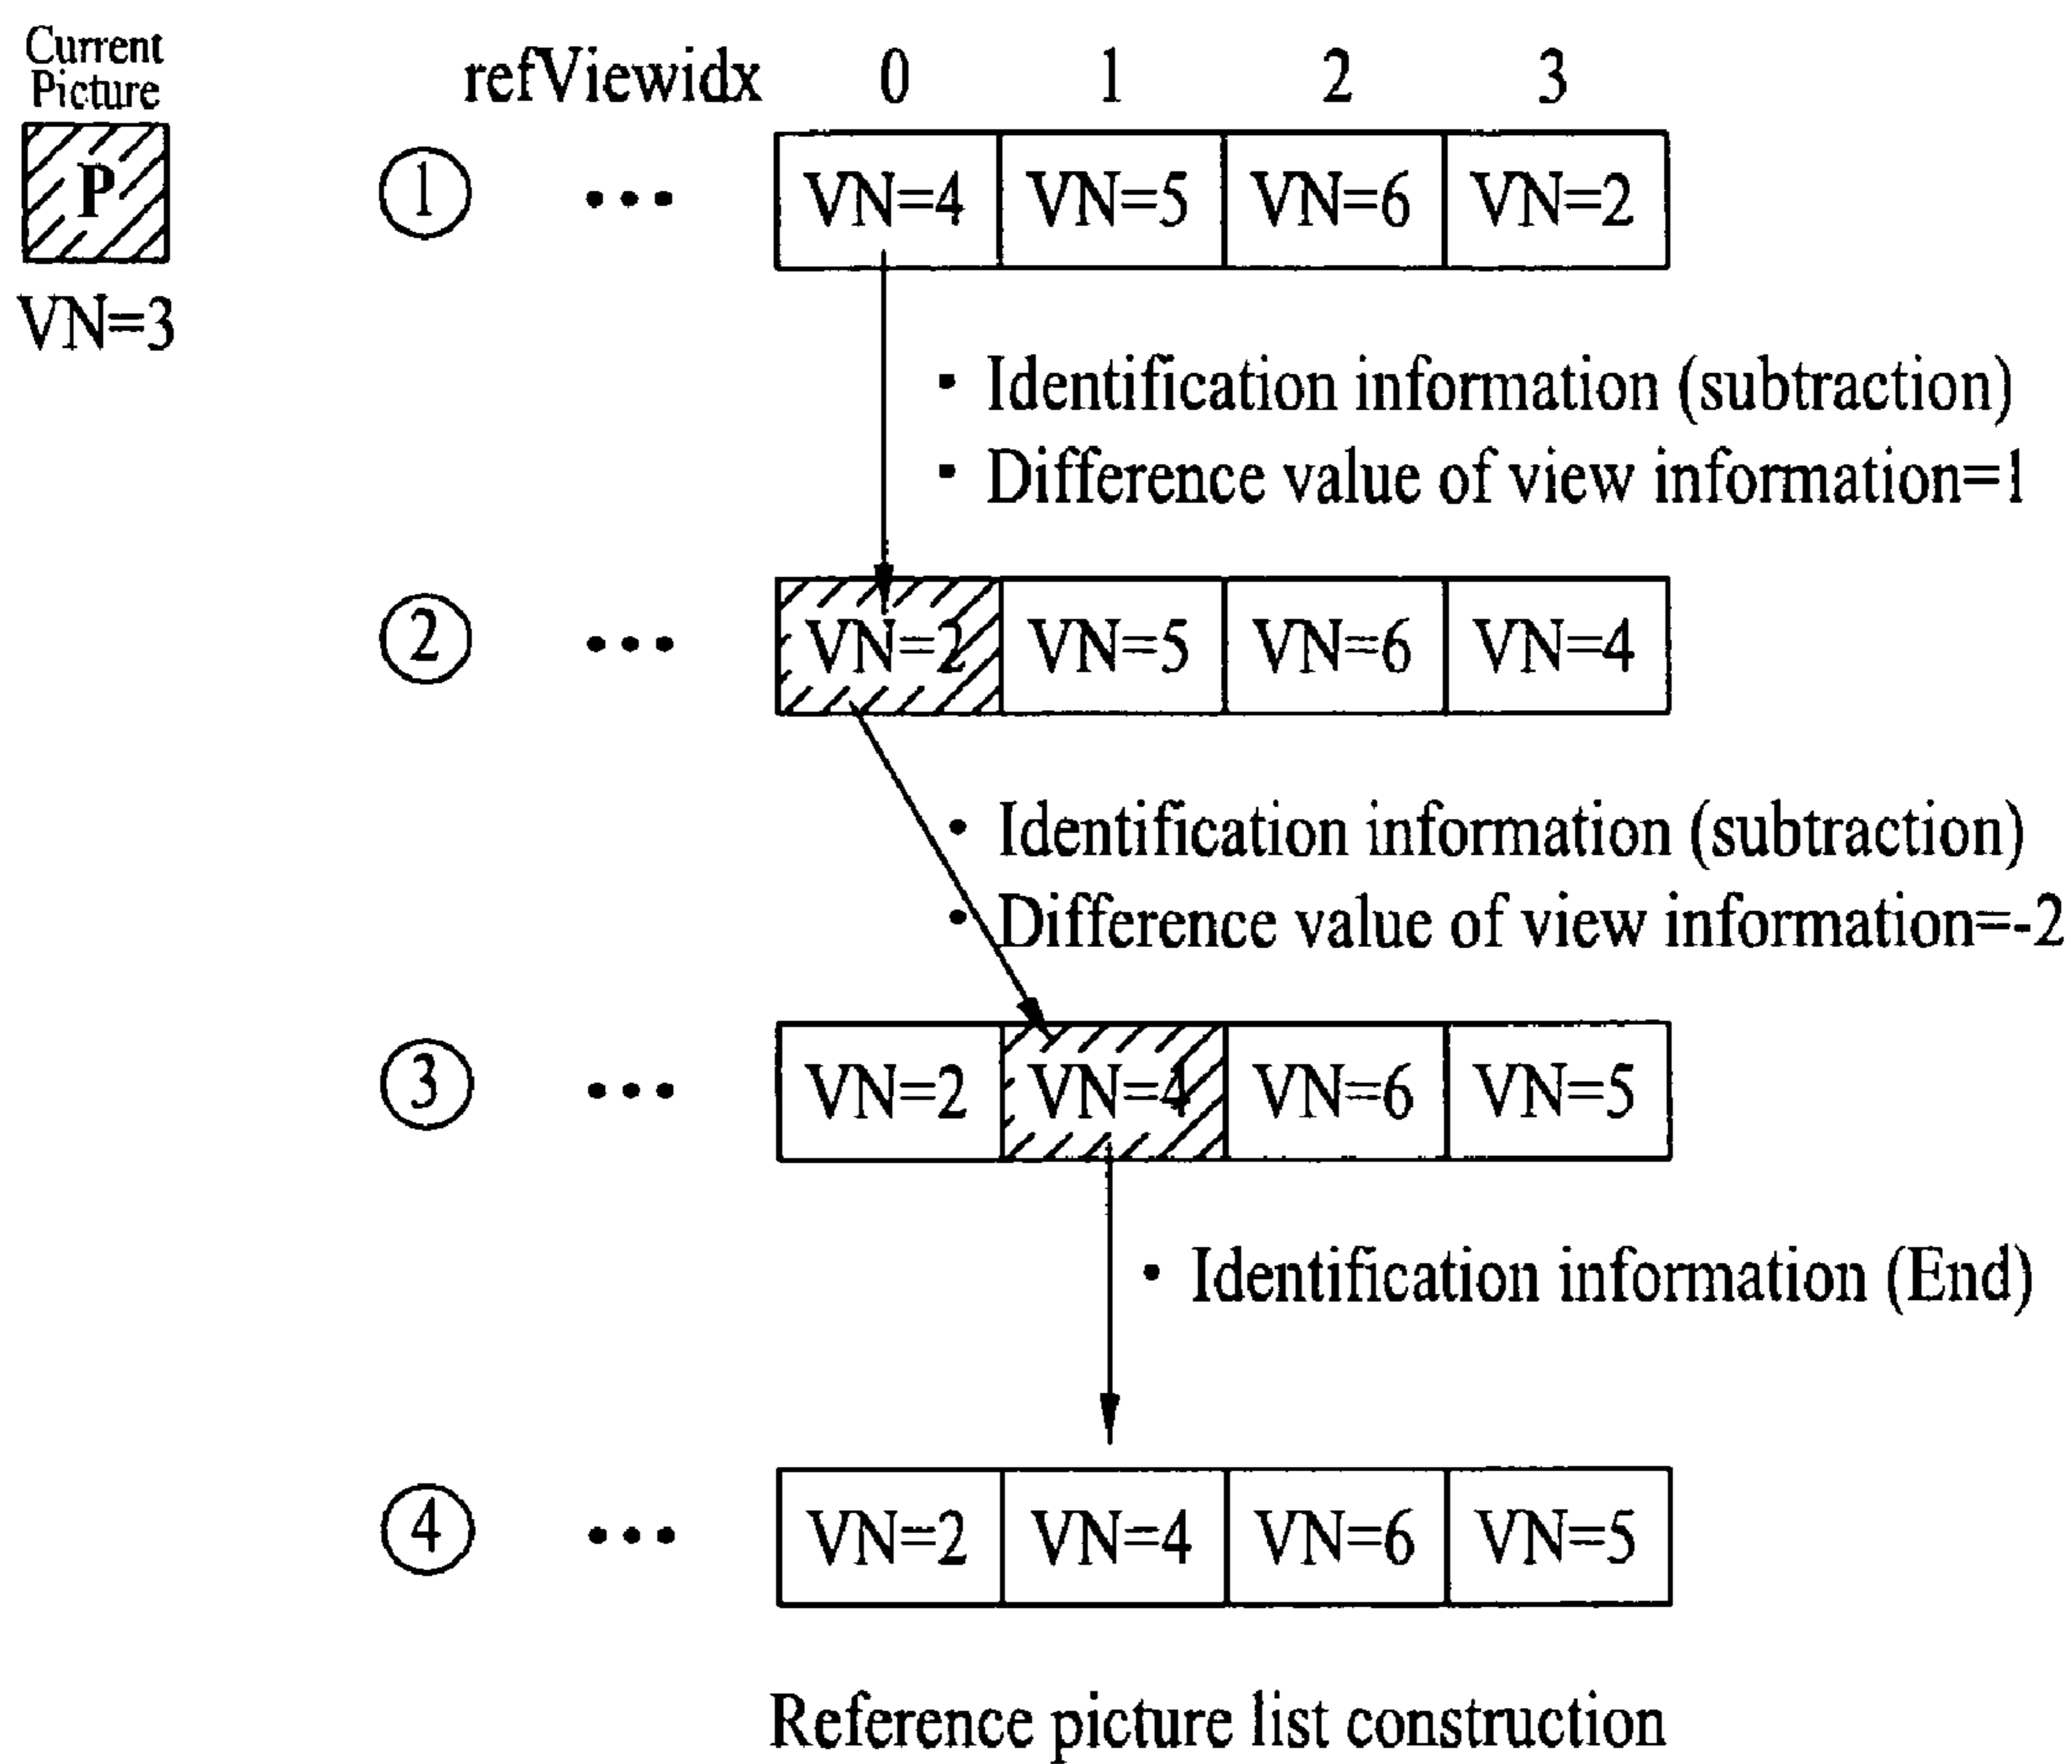 Current
Picture
P
VN=3
refViewidx 0 1 2 3
1 ... VN=4 VN=5 VN=6 VN=2
• Identification information (subtraction)
• Difference value of view information=1
2 ... VN=2 VN=5 VN=6 VN=4
• Identification information (subtraction)
• Difference value of view information=-2
3 ... VN=2 VN=4 VN=6 VN=5
• Identification information (End)
4 ... VN=2 VN=4 VN=6 VN=5
Reference picture list construction